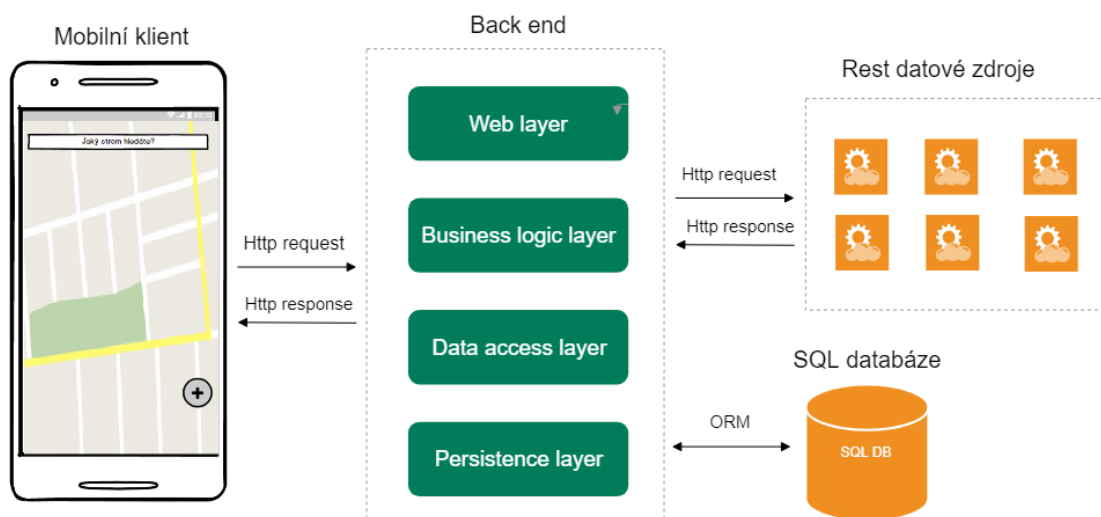 Mobilní klient
Back end
Rest datové zdroje
Jaký strom hledáte?
Web layer
Business logic layer
Data access layer
Persistence layer
Http request
Http response
Http request
Http response
SQL databáze
ORM
SQL DB